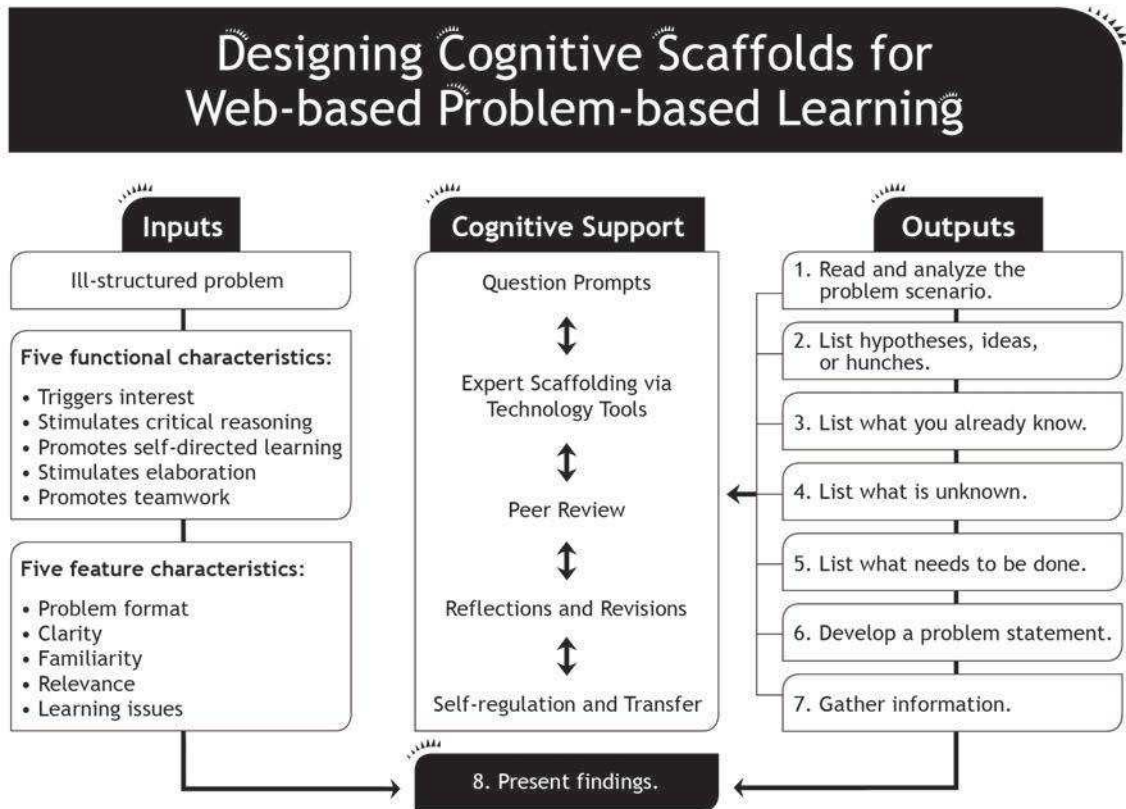 Designing Cognitive Scaffolds for
Web-based Problem-based Learning
Inputs
Ill-structured problem
Five functional characteristics:
• Triggers interest
• Stimulates critical reasoning
• Promotes self-directed learning
• Stimulates elaboration
• Promotes teamwork
Five feature characteristics:
• Problem format
• Clarity
• Familiarity
• Relevance
• Learning issues
Cognitive Support
Question Prompts
Expert Scaffolding via
Technology Tools
Peer Review
Reflections and Revisions
Self-regulation and Transfer
Outputs
1. Read and analyze the
problem scenario.
2. List hypotheses, ideas,
or hunches.
3. List what you already know.
4. List what is unknown.
5. List what needs to be done.
6. Develop a problem statement.
7. Gather information.
8. Present findings.